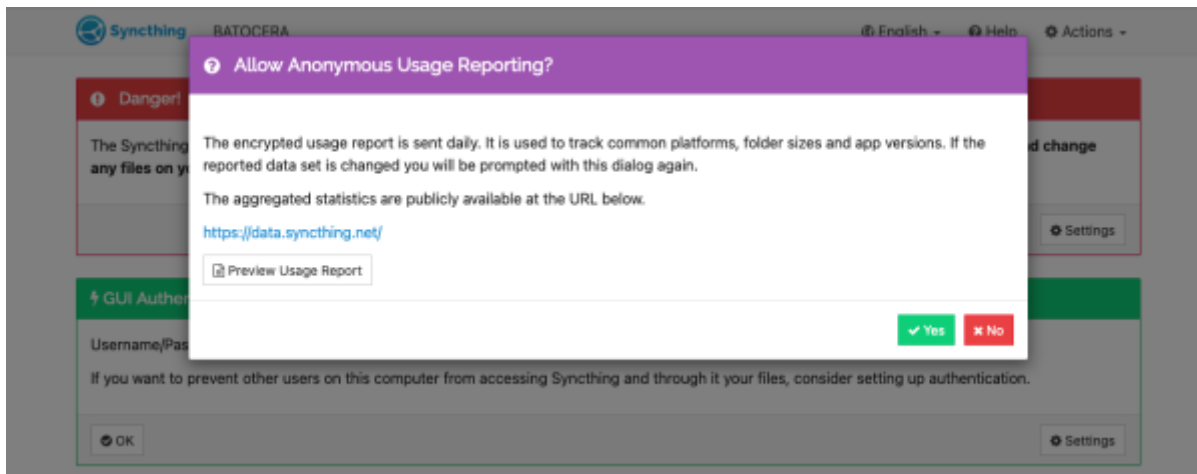 Syncthing BATOCERA English Help Actions
Allow Anonymous Usage Reporting?
Danger!
The Syncthing
any files on
d change
The encrypted usage report is sent daily. It is used to track common platforms, folder sizes and app versions. If the
reported data set is changed you will be prompted with this dialog again.
The aggregated statistics are publicly available at the URL below.
https://data.syncthing.net/
Settings
Preview Usage Report
GUI Authen
Yes No
Username/Pas
If you want to prevent other users on this computer from accessing Syncthing and through it your files, consider setting up authentication.
OK Settings